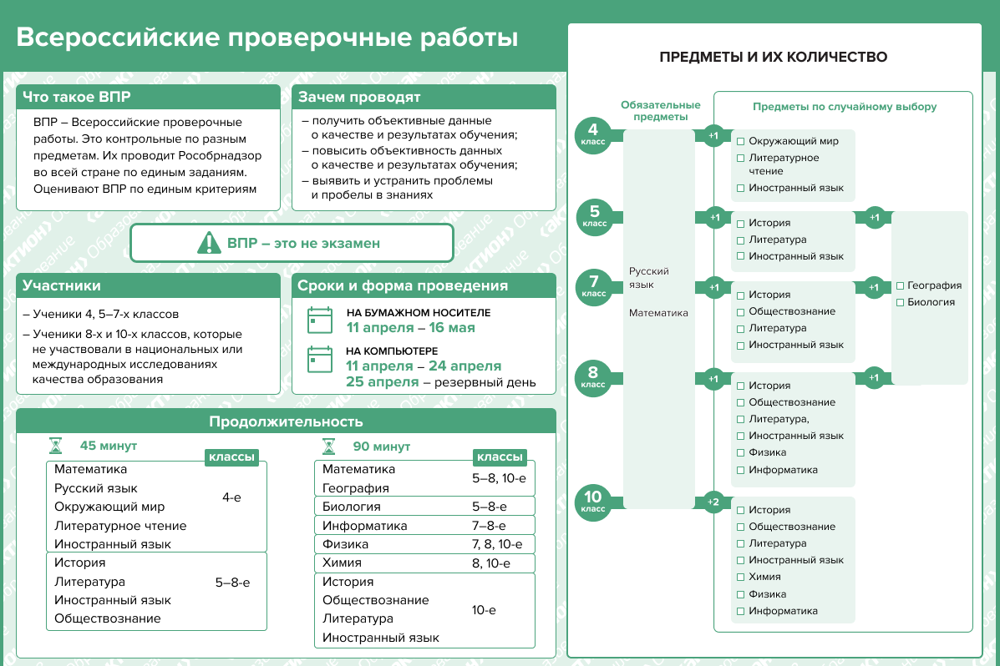 Всероссийские проверочные работы
Что такое ВПР
ВПР – Всероссийские проверочные
работы. Это контрольные по разным
предметам. Их проводит Рособрнадзор
во всей стране по единым заданиям.
Оценивают ВПР по единым критериям
Зачем проводят
– получить объективные данные
о качестве и результатах обучения;
– повысить объективность данных
о качестве и результатах обучения;
– выявить и устранить проблемы
и пробелы в знаниях
ВПР – это не экзамен
Участники
– Ученики 4, 5–7-х классов
– Ученики 8-х и 10-х классов, которые
не участвовали в национальных или
международных исследованиях
качества образования
Сроки и форма проведения
НА БУМАЖНОМ НОСИТЕЛЕ
11 апреля – 16 мая
НА КОМПЬЮТЕРЕ
11 апреля – 24 апреля
25 апреля – резервный день
Продолжительность
45 минут
классы
Математика
Русский язык
Окружающий мир
Литературное чтение
Иностранный язык
4-е
История
Литература
Иностранный язык
Обществознание
5–8-е
90 минут
классы
Математика
География
5–8, 10-е
Биология 5–8-е
Информатика 7–8-е
Физика 7, 8, 10-е
Химия 8, 10-е
История
Обществознание
Литература
Иностранный язык
10-е
ПРЕДМЕТЫ И ИХ КОЛИЧЕСТВО
Обязательные
предметы
Предметы по случайному выбору
Русский
язык
Математика
4
класс
+1
Окружающий мир
Литературное
чтение
Иностранный язык
5
класс
+1
История
Литература
Иностранный язык
+1
7
класс
+1
История
Обществознание
Литература
Иностранный язык
+1
География
Биология
8
класс
+1
История
Обществознание
Литература,
Иностранный язык
Физика
Информатика
+1
10
класс
+2
История
Обществознание
Литература
Иностранный язык
Химия
Физика
Информатика